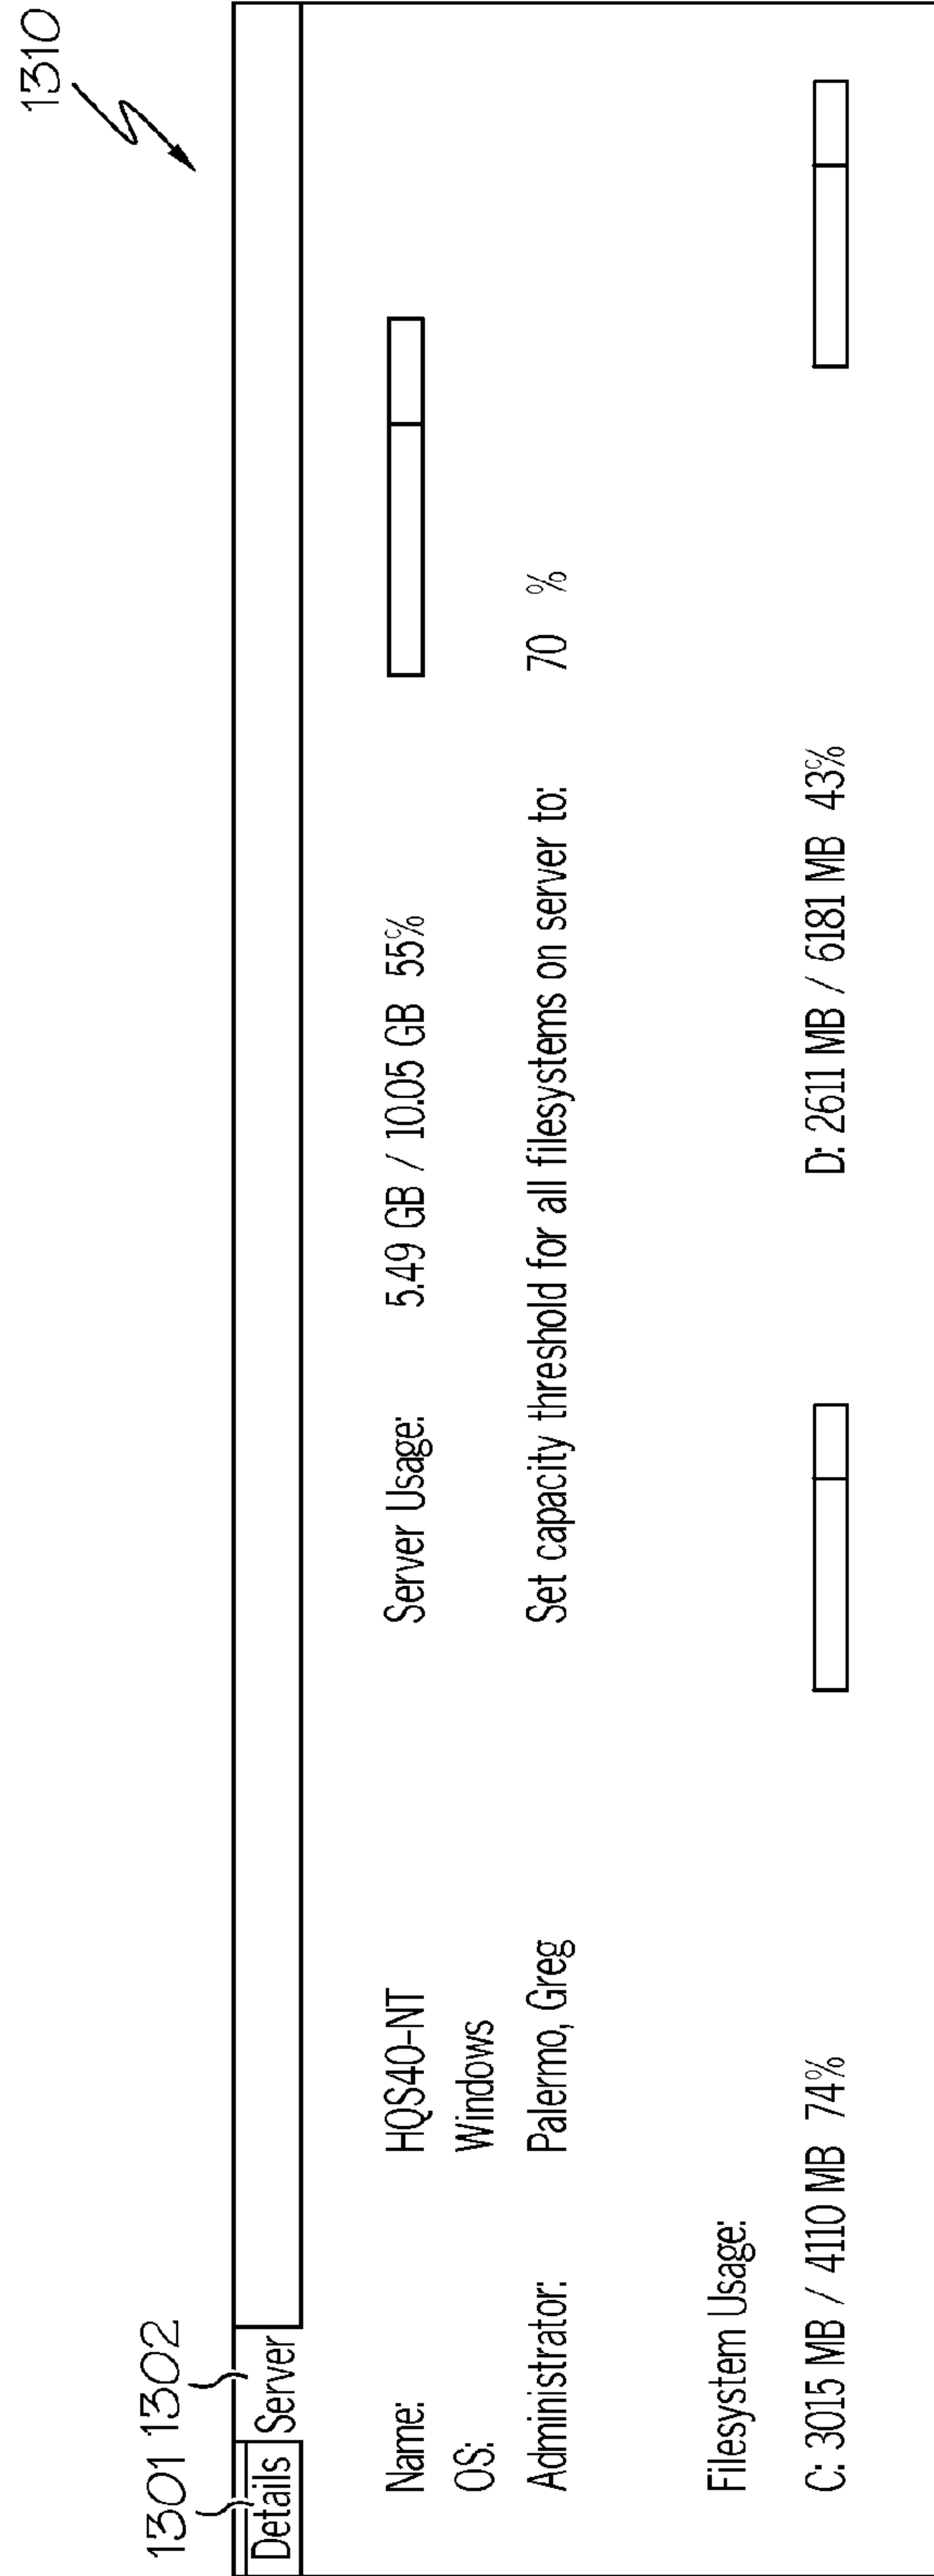 1310
1301 1302
Details Server
Name: HQS40-NT Server Usage: 5.49 GB / 10.05 GB 55%
OS: Windows
Administrator: Palermo, Greg Set capacity threshold for all filesystems on server to: 70 %
Filesystem Usage:
C: 3015 MB / 4110 MB 74% D: 2611 MB / 6181 MB 43%